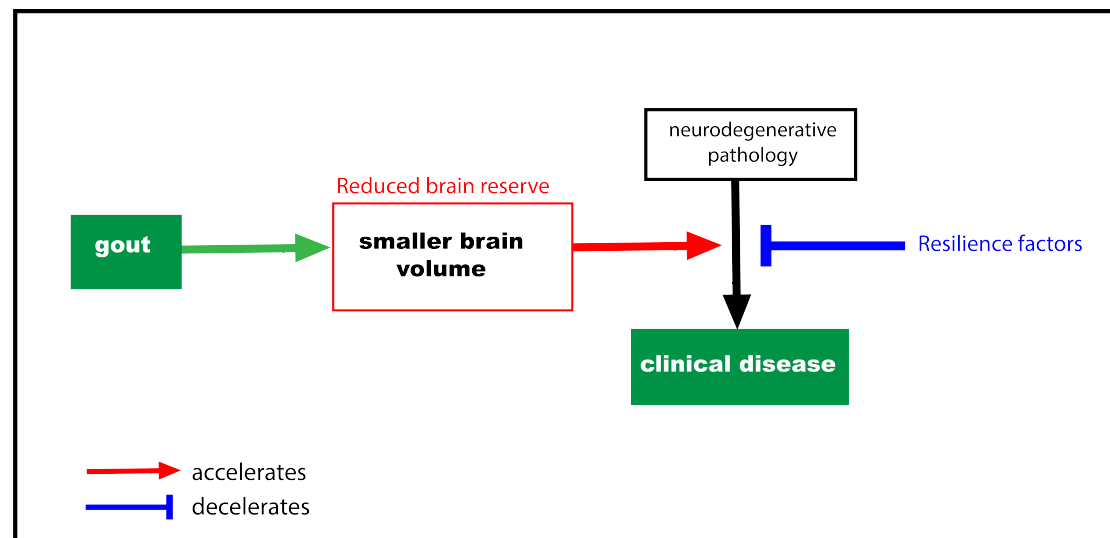 neurodegenerative
pathology
Reduced brain reserve
gout
smaller brain
volume
Resilience factors
clinical disease
accelerates
decelerates